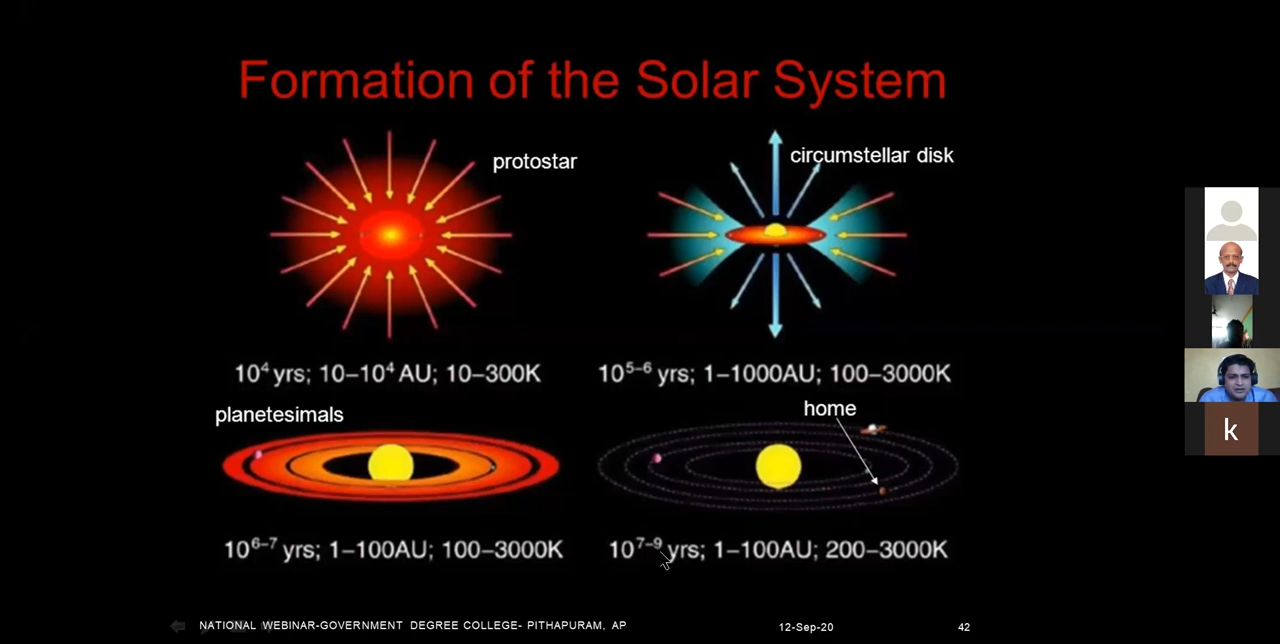 Formation of the Solar System
protostar
circumstellar disk
10⁴ yrs; 10–10⁴ AU; 10–300K
10⁵⁻⁶ yrs; 1–1000AU; 100–3000K
planetesimals
home
10⁶⁻⁷ yrs; 1–100AU; 100–3000K
10⁷⁻⁹ yrs; 1–100AU; 200–3000K
k
NATIONAL WEBINAR-GOVERNMENT DEGREE COLLEGE- PITHAPURAM, AP
12-Sep-20
42